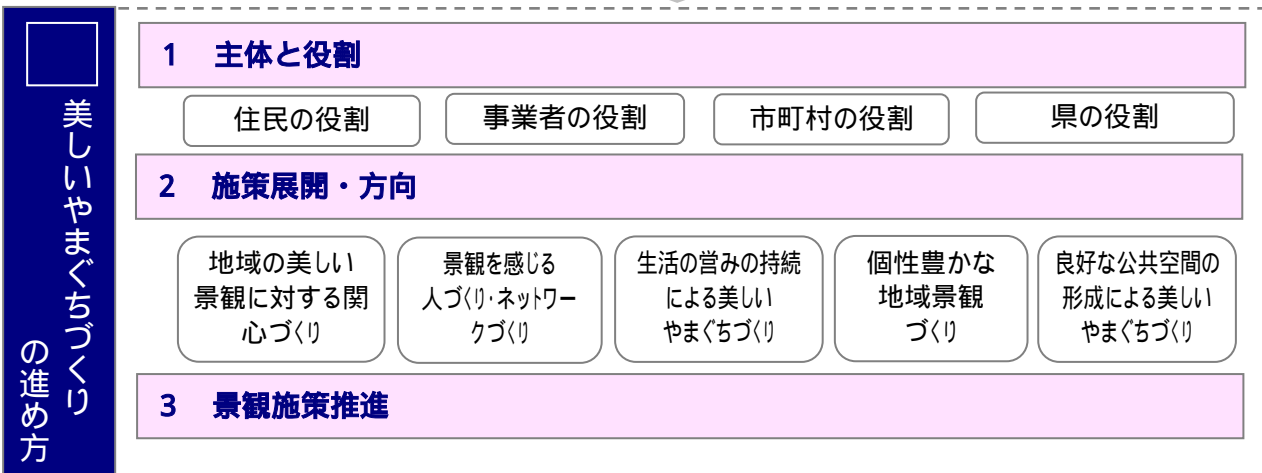 美しいやまぐちづくり
の進め方
1 主体と役割
住民の役割
事業者の役割
市町村の役割
県の役割
2 施策展開・方向
地域の美しい
景観に対する関
心づくり
景観を感じる
人づくり・ネットワー
クづくり
生活の営みの持続
による美しい
やまぐちづくり
個性豊かな
地域景観
づくり
良好な公共空間の
形成による美しい
やまぐちづくり
3 景観施策推進